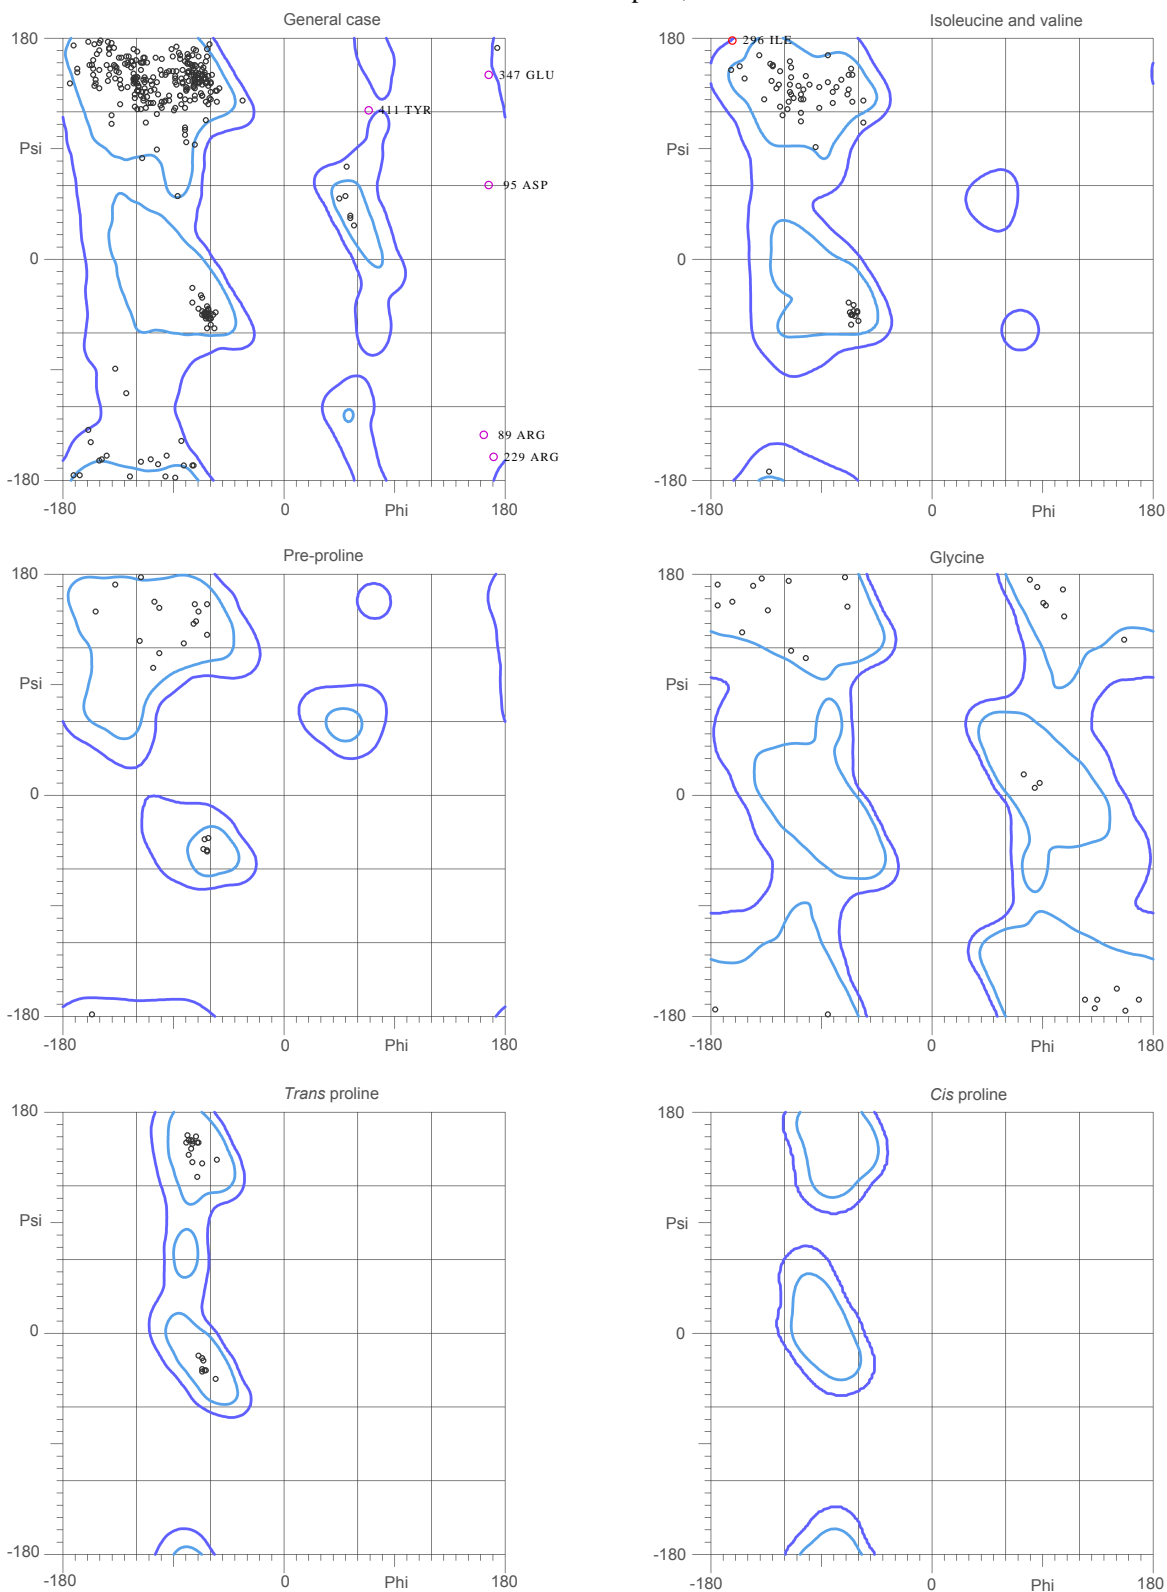 General case
Isoleucine and valine
180
Psi
0
-180
-180
0
Phi
180
347 GLU
411 TYR
95 ASP
89 ARG
229 ARG
180
Psi
0
-180
-180
0
Phi
180
296 ILE
Pre-proline
Glycine
180
Psi
0
-180
-180
0
Phi
180
180
Psi
0
-180
-180
0
Phi
180
Trans proline
Cis proline
180
Psi
0
-180
-180
0
Phi
180
180
Psi
0
-180
-180
0
Phi
180